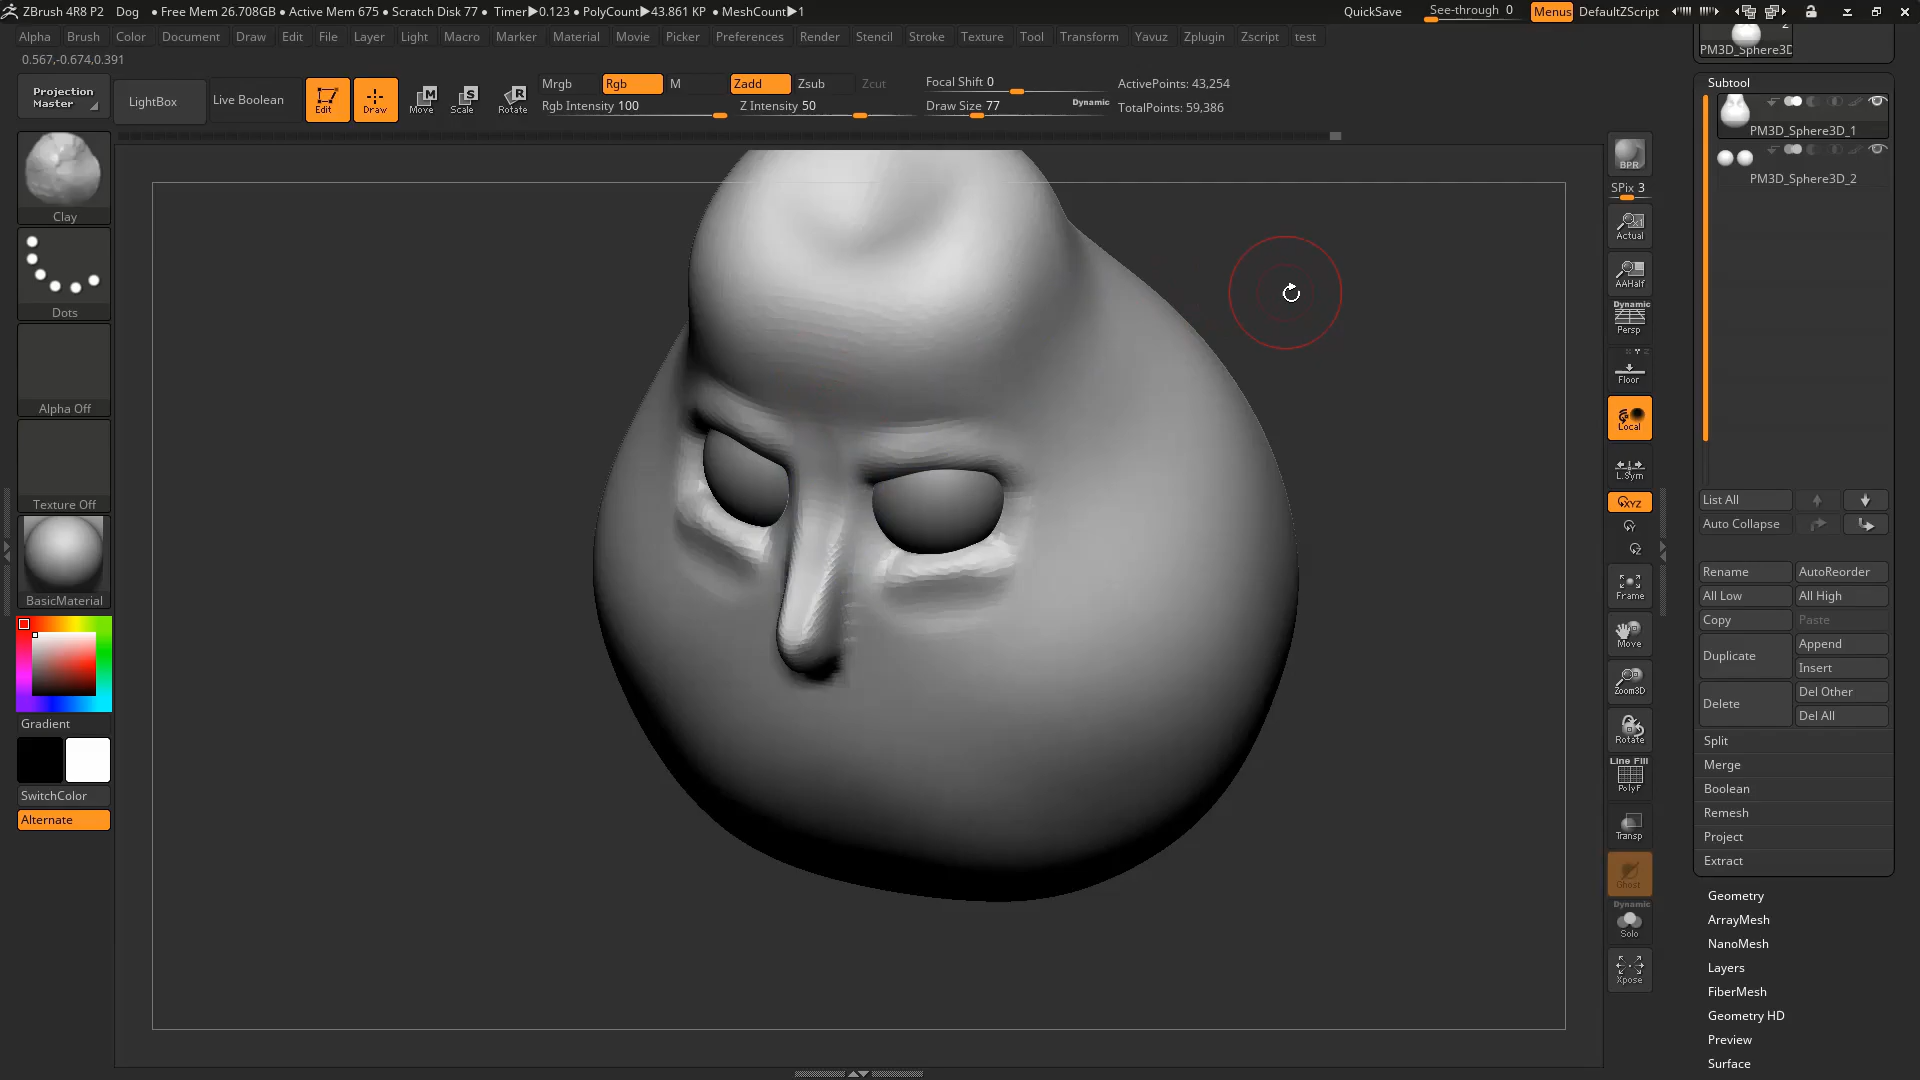 ZBrush 4R8 P2 Dog • Free Mem 26.708GB • Active Mem 675 • Scratch Disk 77 • Timer▶0.123 • PolyCount▶43.861 KP • MeshCount▶1 QuickSave See-through 0 Menus DefaultZScript
Alpha Brush Color Document Draw Edit File Layer Light Macro Marker Material Movie Picker Preferences Render Stencil Stroke Texture Tool Transform Yavuz Zplugin Zscript test
0.567,-0.674,0.391
Projection Master
LightBox
Live Boolean
Edit
Draw
Move
Scale
Rotate
Mrgb Rgb M Zadd Zsub Zcut
Rgb Intensity 100 Z Intensity 50
Focal Shift 0
Draw Size 77 Dynamic
ActivePoints: 43,254
TotalPoints: 59,386
Clay
Dots
Alpha Off
Texture Off
BasicMaterial
Gradient
SwitchColor
Alternate
BPR
SPix 3
Actual
AAHalf
Dynamic
Persp
Floor
Local
L.Sym
XYZ
Y
Z
Frame
Move
Zoom3D
Rotate
Line Fill
PolyF
Transp
Ghost
Dynamic
Solo
Xpose
PM3D_Sphere3D
Subtool
PM3D_Sphere3D_1
PM3D_Sphere3D_2
List All
Auto Collapse
Rename AutoReorder
All Low All High
Copy Paste
Duplicate Append
Insert
Delete Del Other
Del All
Split
Merge
Boolean
Remesh
Project
Extract
Geometry
ArrayMesh
NanoMesh
Layers
FiberMesh
Geometry HD
Preview
Surface